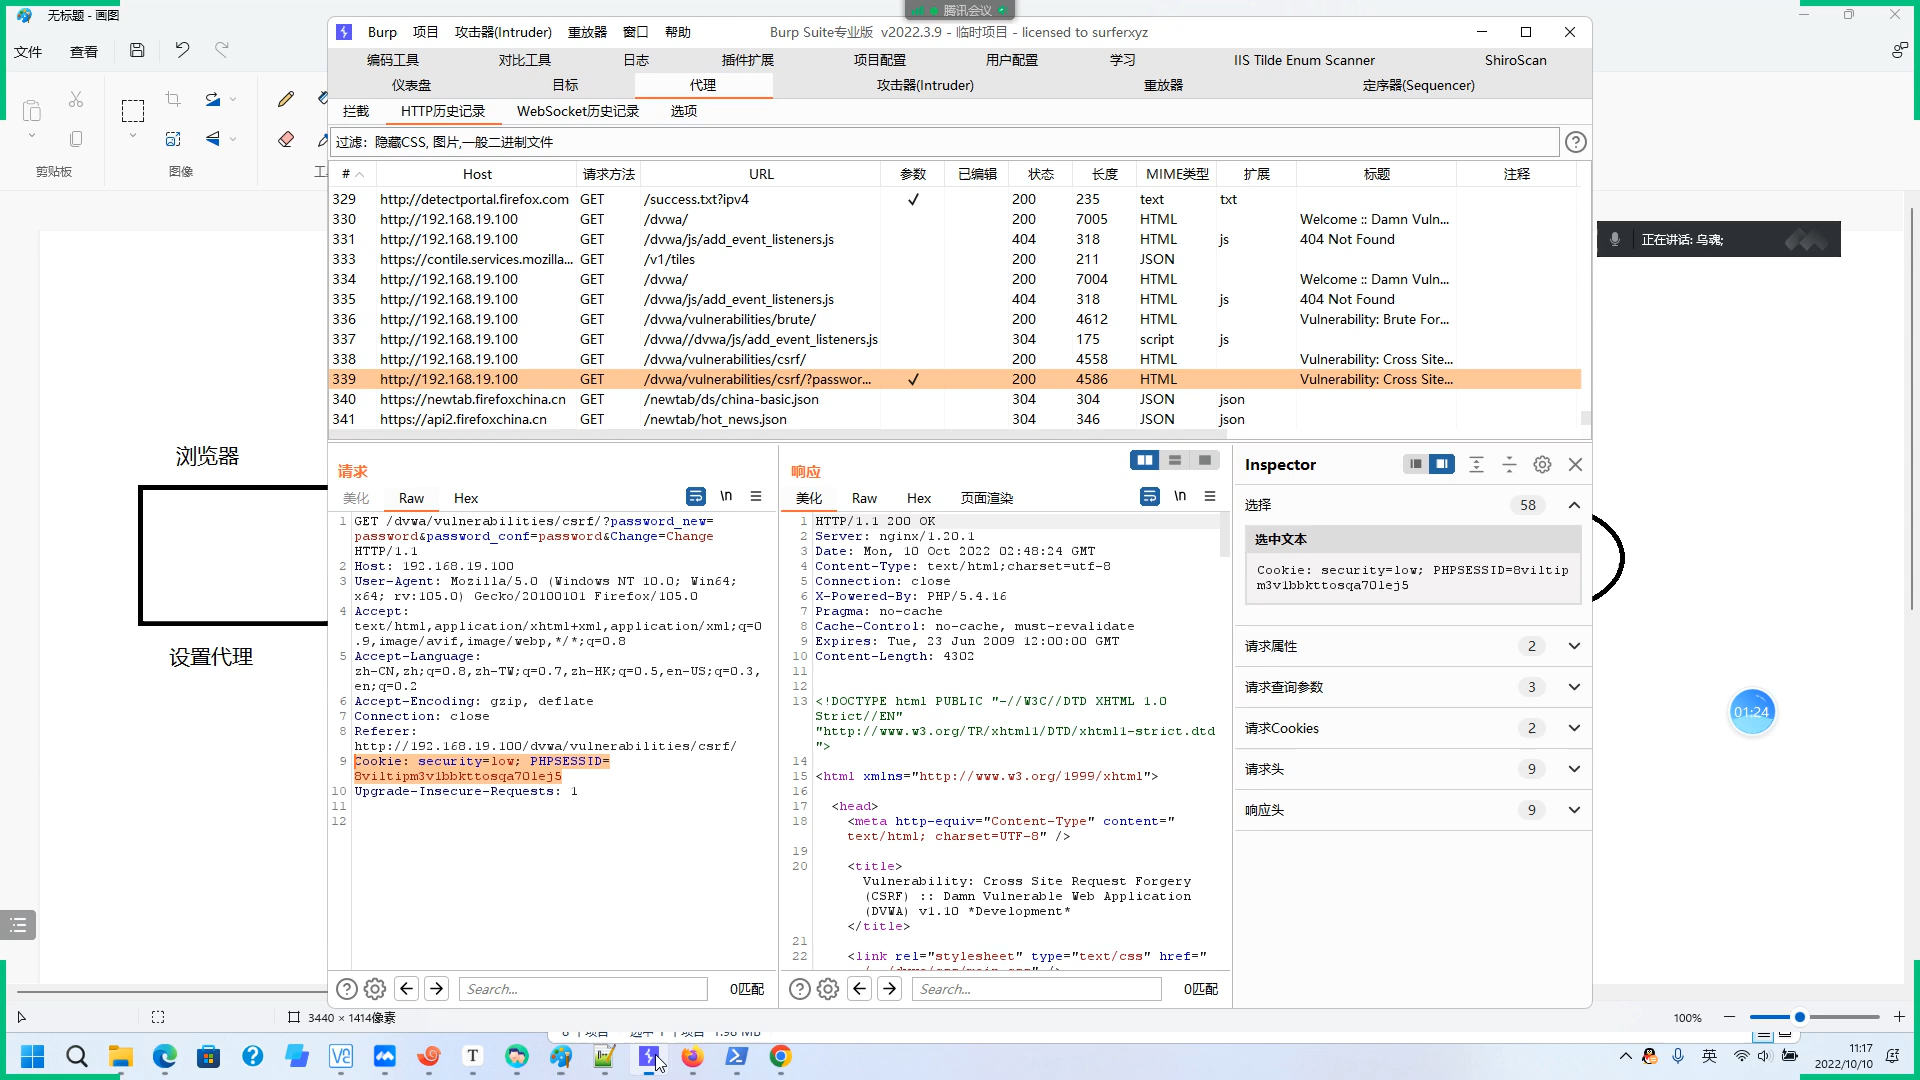 无标题 - 画图
腾讯会议
文件 查看
剪贴板
图像
浏览器
设置代理
Burp 项目 攻击器(Intruder) 重放器 窗口 帮助
Burp Suite专业版 v2022.3.9 - 临时项目 - licensed to surferxyz
编码工具 对比工具 日志 插件扩展 项目配置 用户配置 学习 IIS Tilde Enum Scanner ShiroScan
仪表盘 目标 代理 攻击器(Intruder) 重放器 定序器(Sequencer)
拦截 HTTP历史记录 WebSocket历史记录 选项
过滤: 隐藏CSS, 图片,一般二进制文件
# Host 请求方法 URL 参数 已编辑 状态 长度 MIME类型 扩展 标题 注释
329 http://detectportal.firefox.com GET /success.txt?ipv4 ✓ 200 235 text txt
330 http://192.168.19.100 GET /dvwa/ 200 7005 HTML Welcome :: Damn Vuln...
331 http://192.168.19.100 GET /dvwa/js/add_event_listeners.js 404 318 HTML js 404 Not Found
333 https://contile.services.mozilla... GET /v1/tiles 200 211 JSON
334 http://192.168.19.100 GET /dvwa/ 200 7004 HTML Welcome :: Damn Vuln...
335 http://192.168.19.100 GET /dvwa/js/add_event_listeners.js 404 318 HTML js 404 Not Found
336 http://192.168.19.100 GET /dvwa/vulnerabilities/brute/ 200 4612 HTML Vulnerability: Brute For...
337 http://192.168.19.100 GET /dvwa//dvwa/js/add_event_listeners.js 304 175 script js
338 http://192.168.19.100 GET /dvwa/vulnerabilities/csrf/ 200 4558 HTML Vulnerability: Cross Site...
339 http://192.168.19.100 GET /dvwa/vulnerabilities/csrf/?passwor... ✓ 200 4586 HTML Vulnerability: Cross Site...
340 https://newtab.firefoxchina.cn GET /newtab/ds/china-basic.json 304 304 JSON json
341 https://api2.firefoxchina.cn GET /newtab/hot_news.json 304 346 JSON json
请求
美化 Raw Hex \n
1 GET /dvwa/vulnerabilities/csrf/?password_new=
password&password_conf=password&Change=Change
HTTP/1.1
2 Host: 192.168.19.100
3 User-Agent: Mozilla/5.0 (Windows NT 10.0; Win64;
x64; rv:105.0) Gecko/20100101 Firefox/105.0
4 Accept:
text/html,application/xhtml+xml,application/xml;q=0
.9,image/avif,image/webp,*/*;q=0.8
5 Accept-Language:
zh-CN,zh;q=0.8,zh-TW;q=0.7,zh-HK;q=0.5,en-US;q=0.3,
en;q=0.2
6 Accept-Encoding: gzip, deflate
7 Connection: close
8 Referer:
http://192.168.19.100/dvwa/vulnerabilities/csrf/
9 Cookie: security=low; PHPSESSID=
8viltipm3v1bbkttosqa70lej5
10 Upgrade-Insecure-Requests: 1
11
12
Search... 0匹配
响应
美化 Raw Hex 页面渲染 \n
1 HTTP/1.1 200 OK
2 Server: nginx/1.20.1
3 Date: Mon, 10 Oct 2022 02:48:24 GMT
4 Content-Type: text/html;charset=utf-8
5 Connection: close
6 X-Powered-By: PHP/5.4.16
7 Pragma: no-cache
8 Cache-Control: no-cache, must-revalidate
9 Expires: Tue, 23 Jun 2009 12:00:00 GMT
10 Content-Length: 4302
11
12
13 <!DOCTYPE html PUBLIC "-//W3C//DTD XHTML 1.0
Strict//EN"
"http://www.w3.org/TR/xhtml1/DTD/xhtml1-strict.dtd
">
14
15 <html xmlns="http://www.w3.org/1999/xhtml">
16
17 <head>
18 <meta http-equiv="Content-Type" content="
text/html; charset=UTF-8" />
19
20 <title>
Vulnerability: Cross Site Request Forgery
(CSRF) :: Damn Vulnerable Web Application
(DVWA) v1.10 *Development*
</title>
21
22 <link rel="stylesheet" type="text/css" href="
Search... 0匹配
Inspector
选择 58
选中文本
Cookie: security=low; PHPSESSID=8viltip
m3v1bbkttosqa70lej5
请求属性 2
请求查询参数 3
请求Cookies 2
请求头 9
响应头 9
正在讲话: 乌魂;
01:24
3440 × 1414像素
100%
英
11:17
2022/10/10